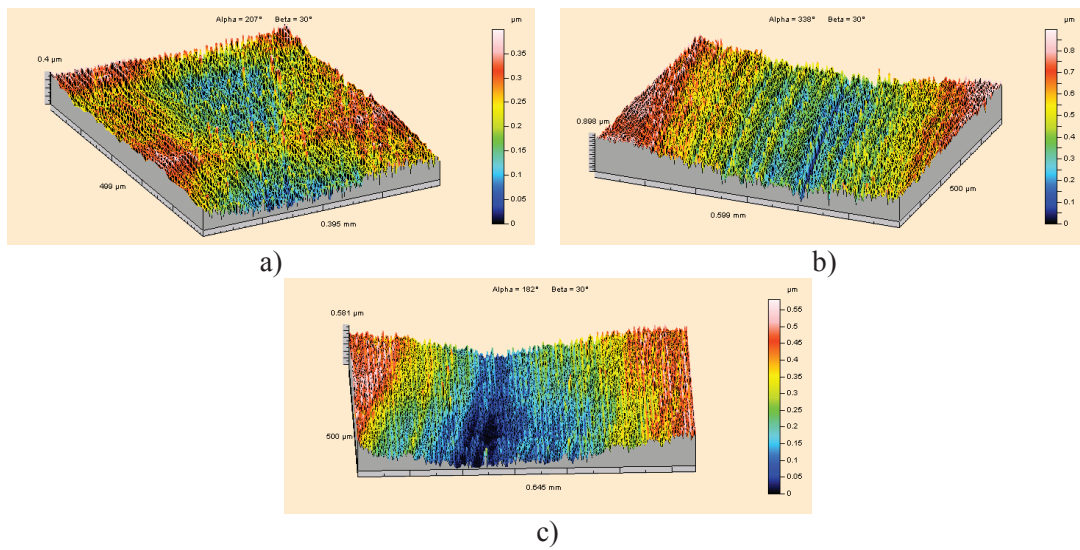 Alpha = 207° Beta = 30°
µm
0.4 µm
0.35
0.3
0.25
0.2
0.15
0.1
0.05
0
499 µm
0.395 mm
a)
Alpha = 338° Beta = 30°
µm
0.8
0.7
0.6
0.5
0.4
0.3
0.2
0.1
0
0.898 µm
0.599 mm
500 µm
b)
Alpha = 182° Beta = 30°
µm
0.581 µm
0.55
0.5
0.45
0.4
0.35
0.3
0.25
0.2
0.15
0.1
0.05
0
500 µm
0.645 mm
c)